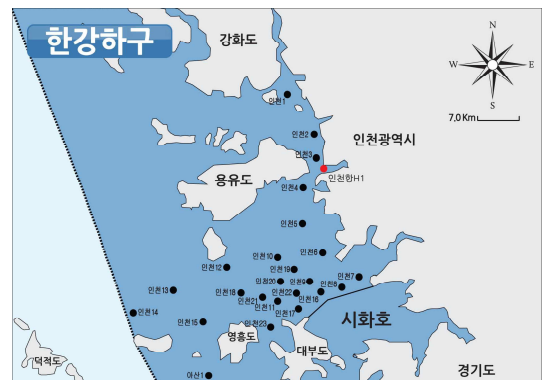 한강하구
강화도
N
W
E
S
7.0 Km
인천1
인천2
인천광역시
인천3
인천한H1
용유도
인천4
인천5
인천6
인천10
인천12
인천19
인천7
인천20
인천9
인천8
인천13
인천18
인천22
인천21
인천16
인천11
인천14
인천17
인천15
인천23
시화호
영흥도
대부도
덕적도
아산1
경기도